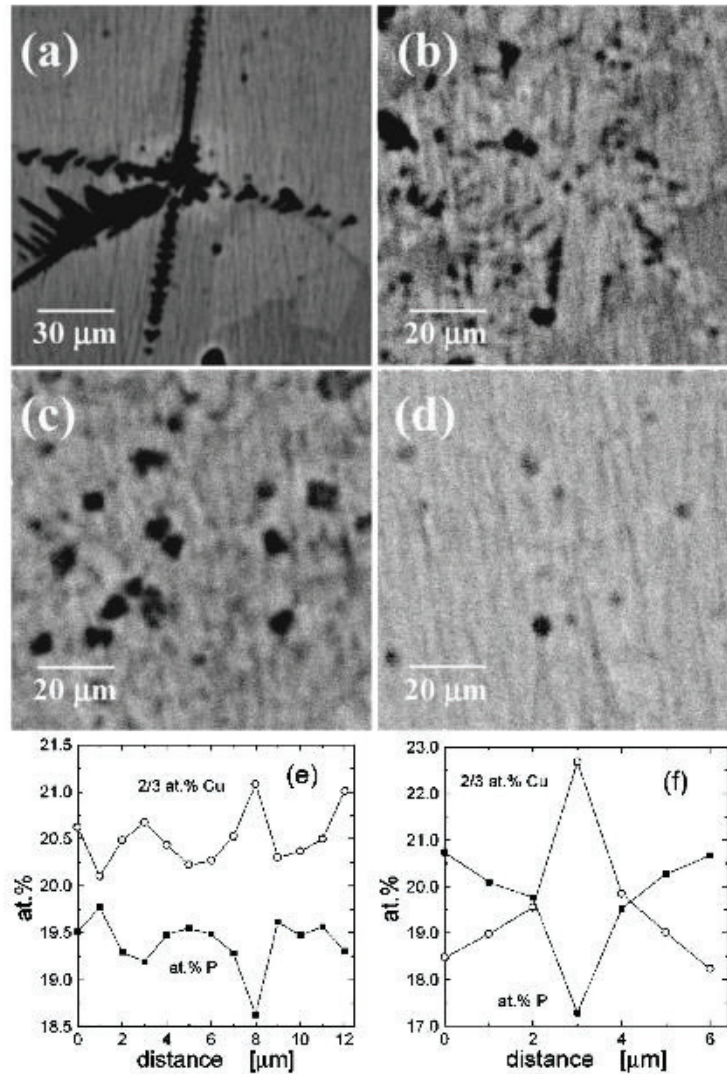 (a)
(b)
30 μm
20 μm
(c)
(d)
20 μm
20 μm
21.5
21.0
20.5
20.0
19.5
19.0
18.5
at.%
2/3 at.% Cu
(e)
at.% P
0 2 4 6 8 10 12
distance [μm]
23.0
22.0
21.0
20.0
19.0
18.0
17.0
at.%
2/3 at.% Cu
(f)
at.% P
0 2 4 6
distance [μm]